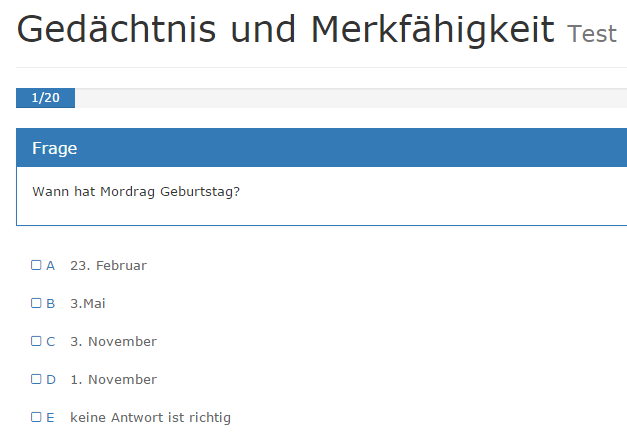 Gedächtnis und Merkfähigkeit Test
1/20
Frage
Wann hat Mordrag Geburtstag?
A 23. Februar
B 3.Mai
C 3. November
D 1. November
E keine Antwort ist richtig